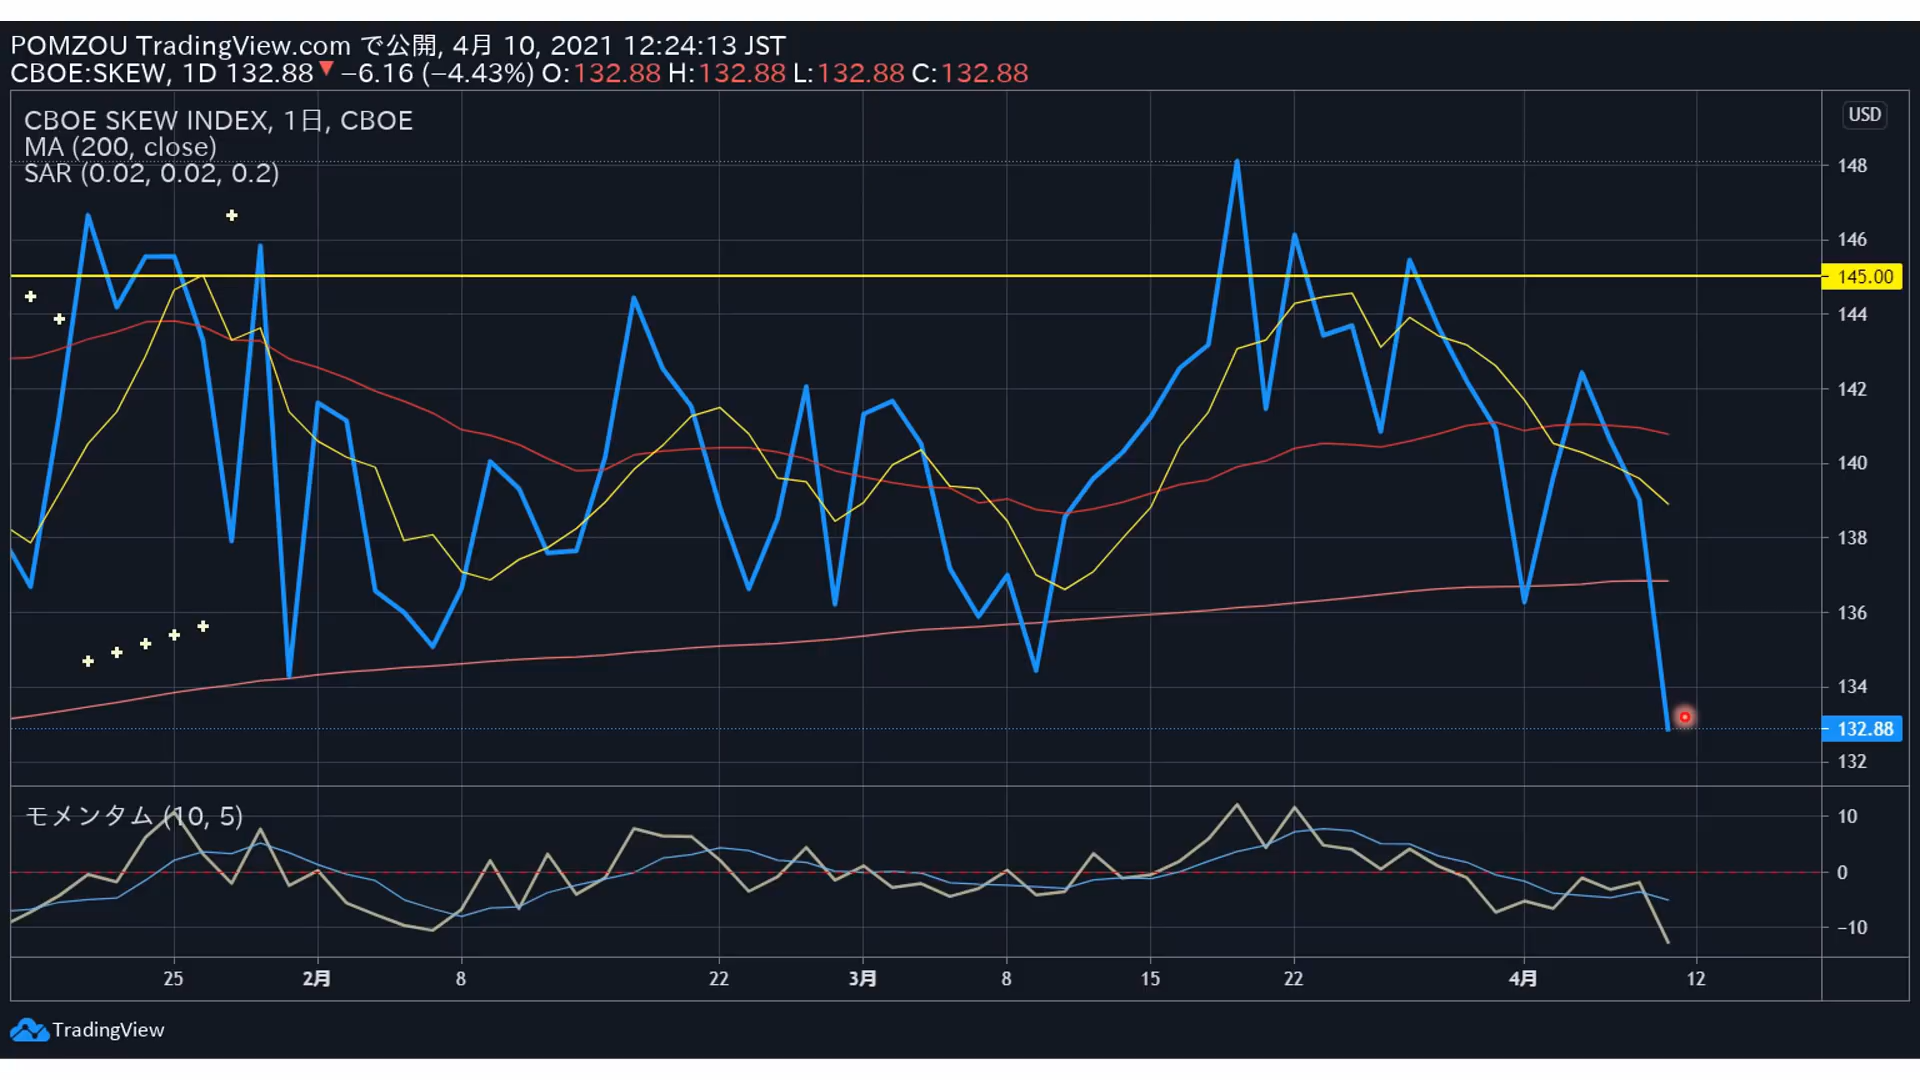 POMZOU TradingView.com で公開, 4月 10, 2021 12:24:13 JST
CBOE:SKEW, 1D 132.88 ▼ −6.16 (−4.43%) O:132.88 H:132.88 L:132.88 C:132.88
CBOE SKEW INDEX, 1日, CBOE
MA (200, close)
SAR (0.02, 0.02, 0.2)
USD
148
146
145.00
144
142
140
138
136
134
132.88
132
モメンタム (10, 5)
10
0
−10
25 2月 8 22 3月 8 15 22 4月 12
TradingView